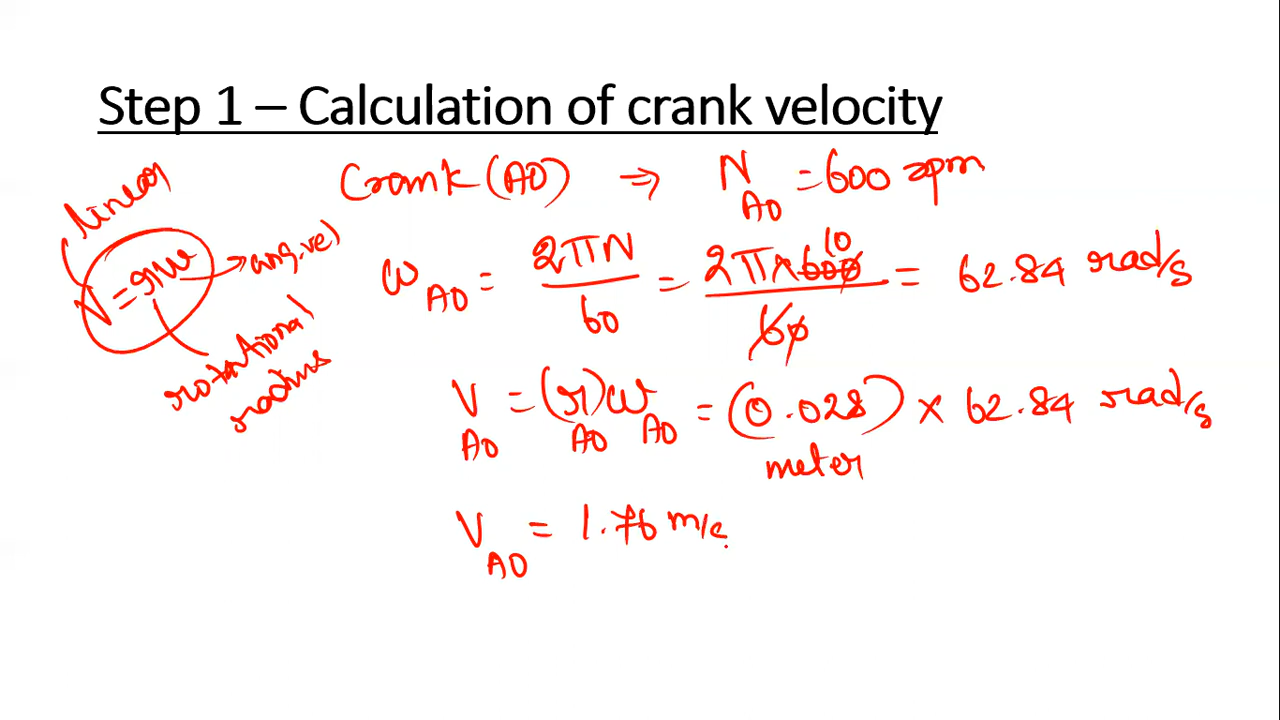 Step 1 – Calculation of crank velocity
Crank (AO) ⇒ N_AO = 600 rpm
linear
V = rω → ang.vel
rotational radius
ω_AO = 2πN/60 = 2π×600/60 = 62.84 rad/s
10
V_AO = (r)_AO ω_AO = (0.028) × 62.84 rad/s
meter
V_AO = 1.76 m/s